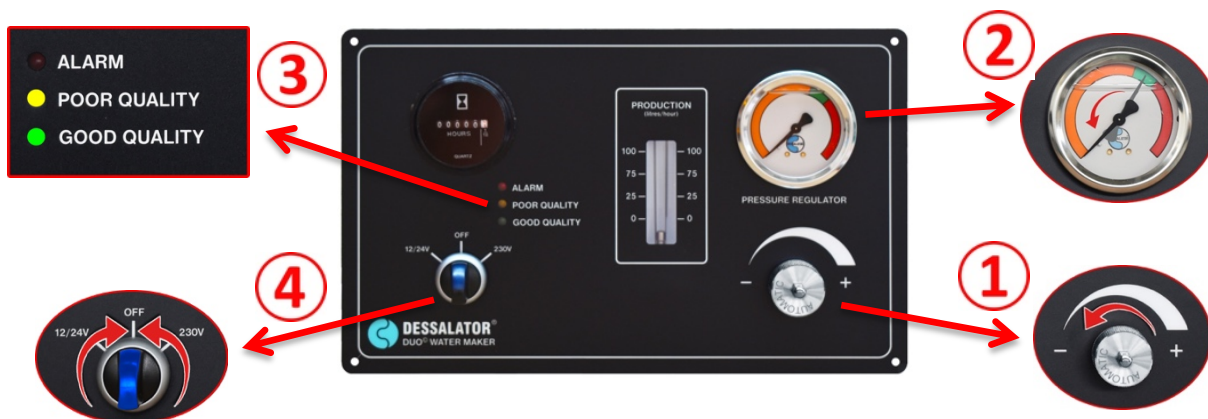 ALARM
POOR QUALITY
GOOD QUALITY
3
HOURS
QUARTZ
ALARM
POOR QUALITY
GOOD QUALITY
OFF
12/24V 230V
DESSALATOR®
DUO© WATER MAKER
PRODUCTION
(litres/hour)
100 100
75 75
25 25
0 0
PRESSURE REGULATOR
- +
AUTOMATIC
2
1
- +
AUTOMATIC
4
OFF
12/24V 230V